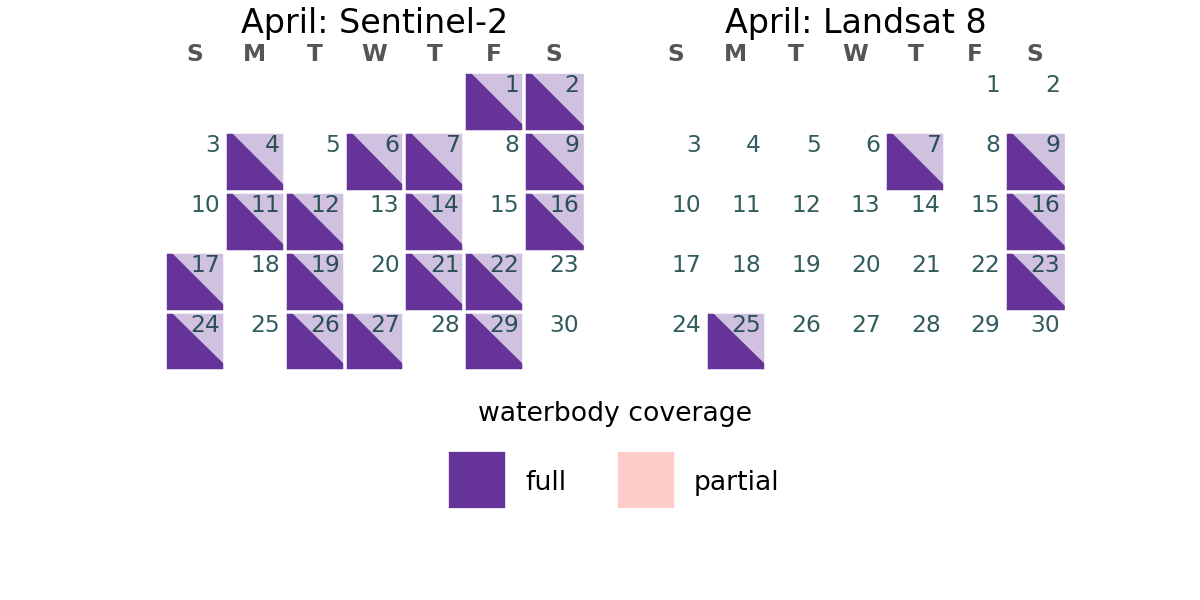 April: Sentinel-2
S M T W T F S
1 2
3 4 5 6 7 8 9
10 11 12 13 14 15 16
17 18 19 20 21 22 23
24 25 26 27 28 29 30
April: Landsat 8
S M T W T F S
1 2
3 4 5 6 7 8 9
10 11 12 13 14 15 16
17 18 19 20 21 22 23
24 25 26 27 28 29 30
waterbody coverage
full partial